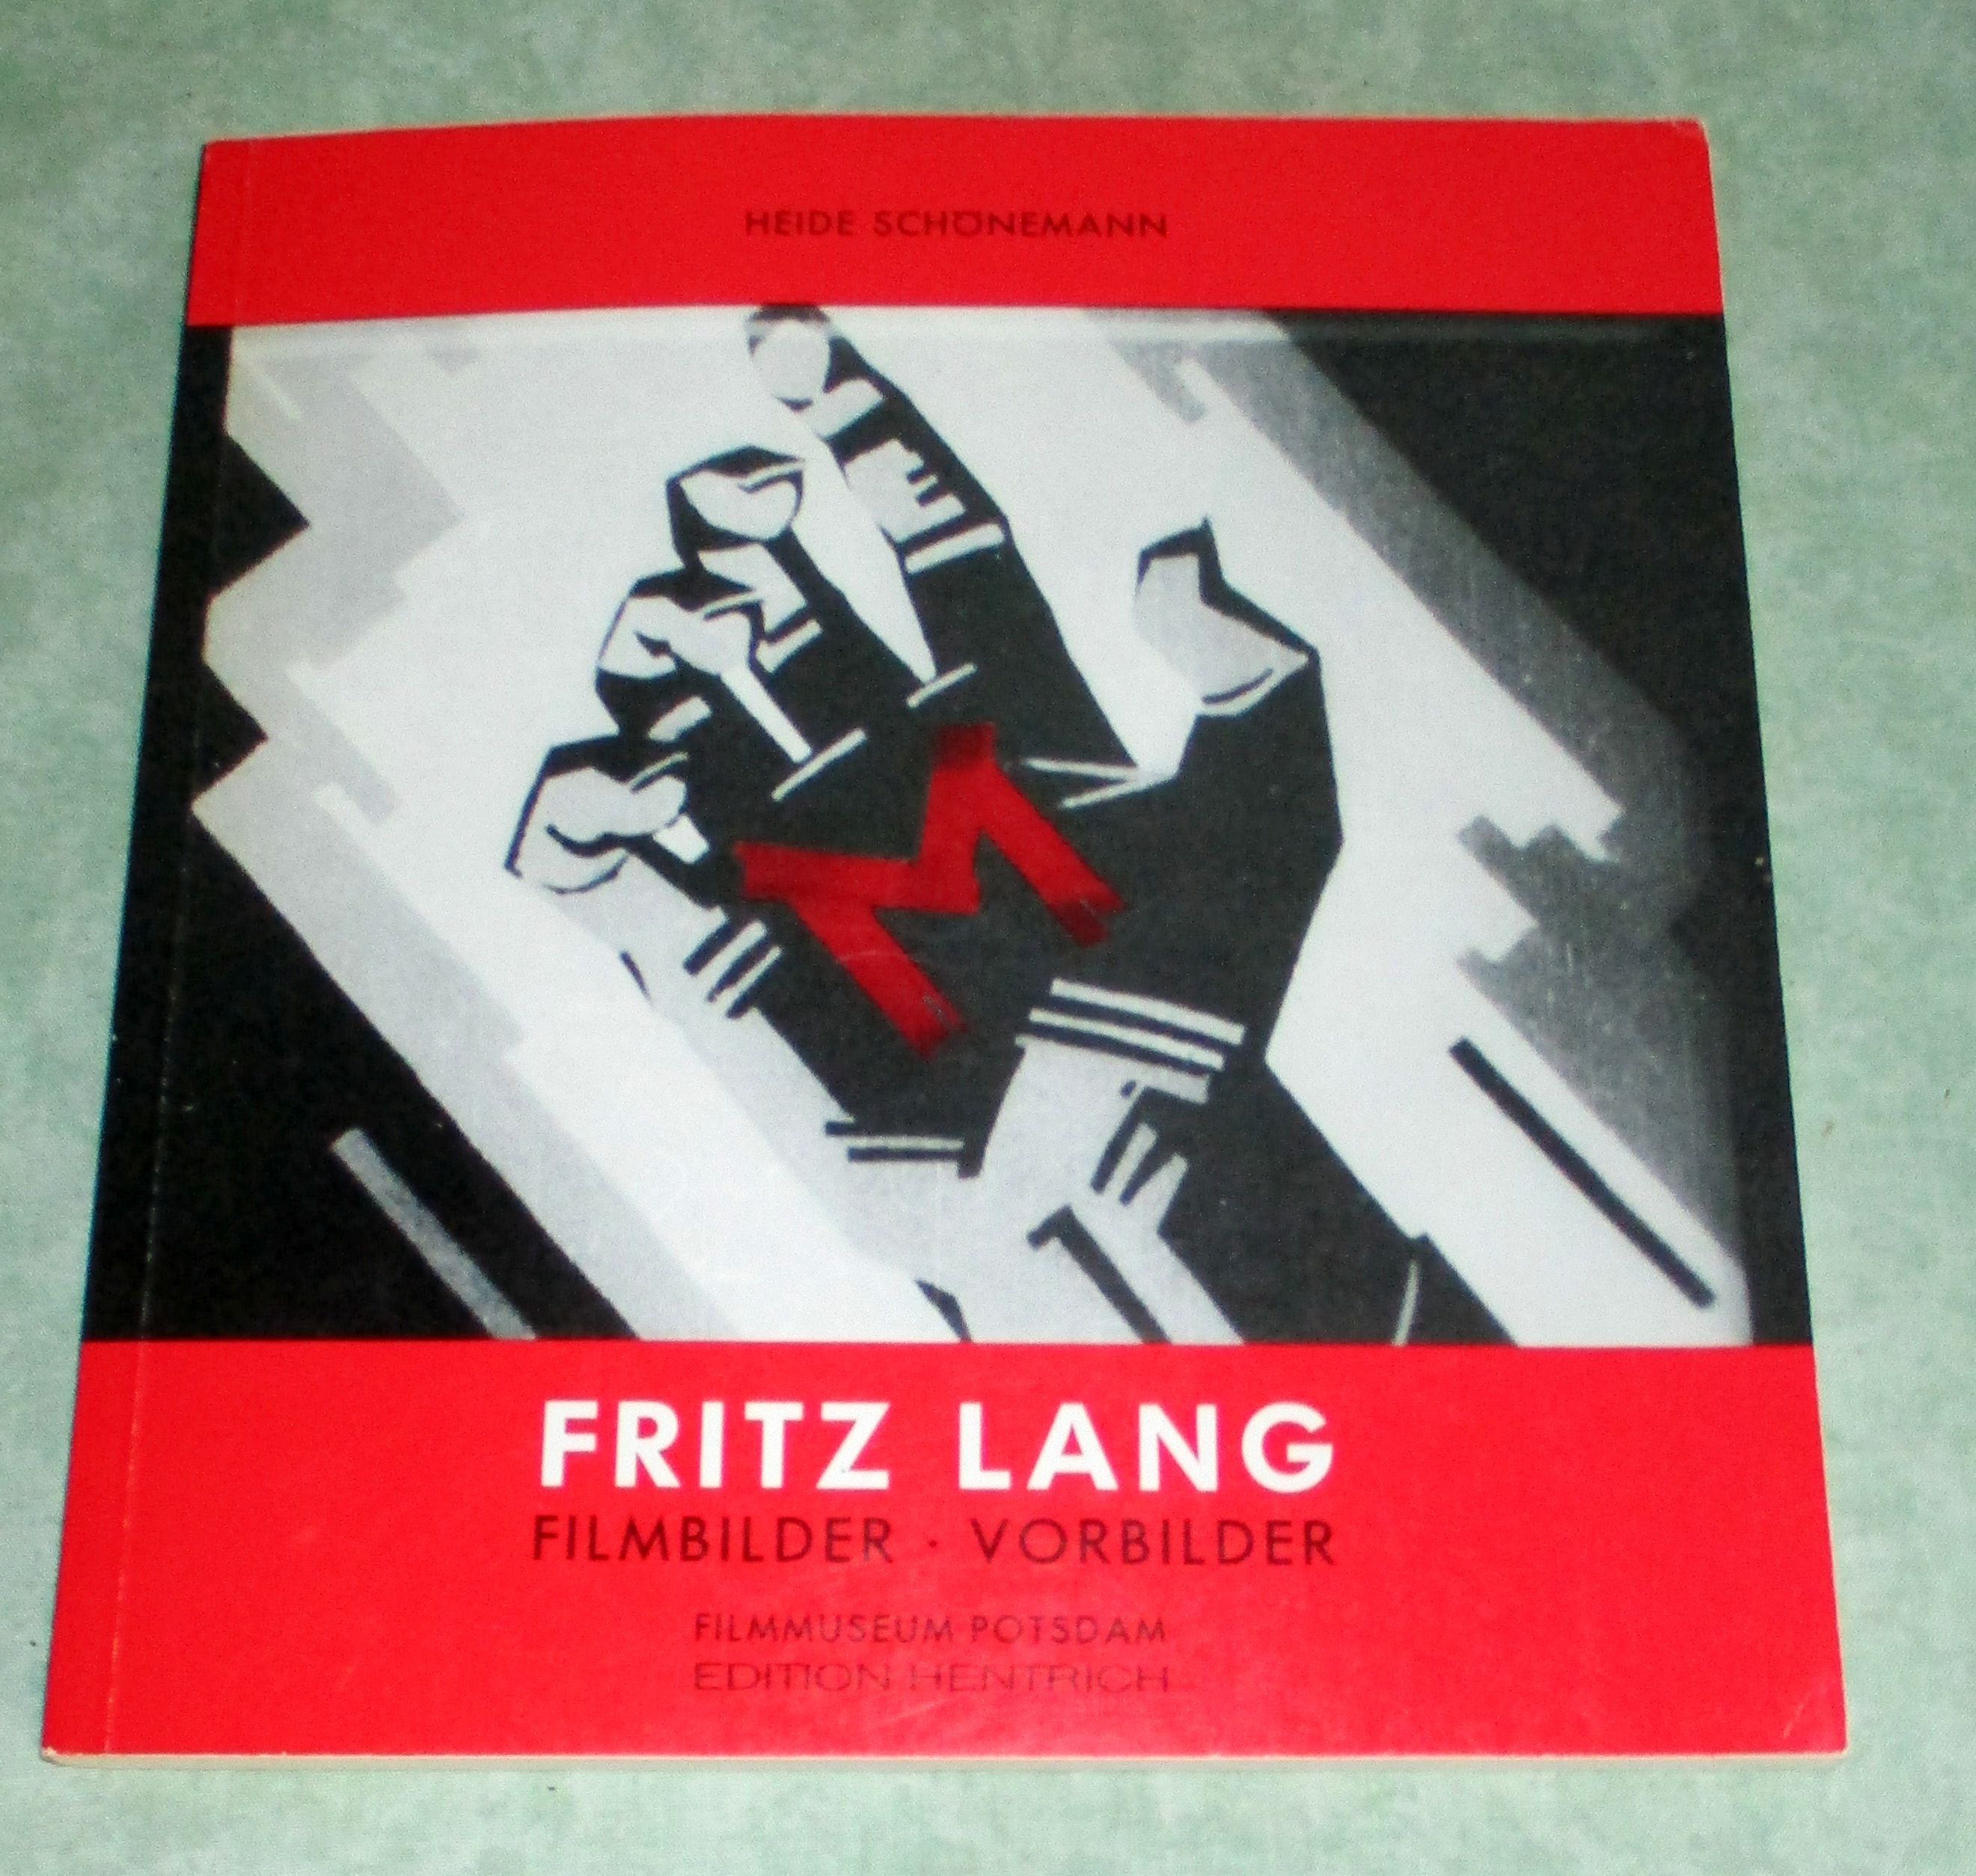 HEIDE SCHÖNEMANN
M
FRITZ LANG
FILMBILDER · VORBILDER
FILMMUSEUM POTSDAM
EDITION HENTRICH